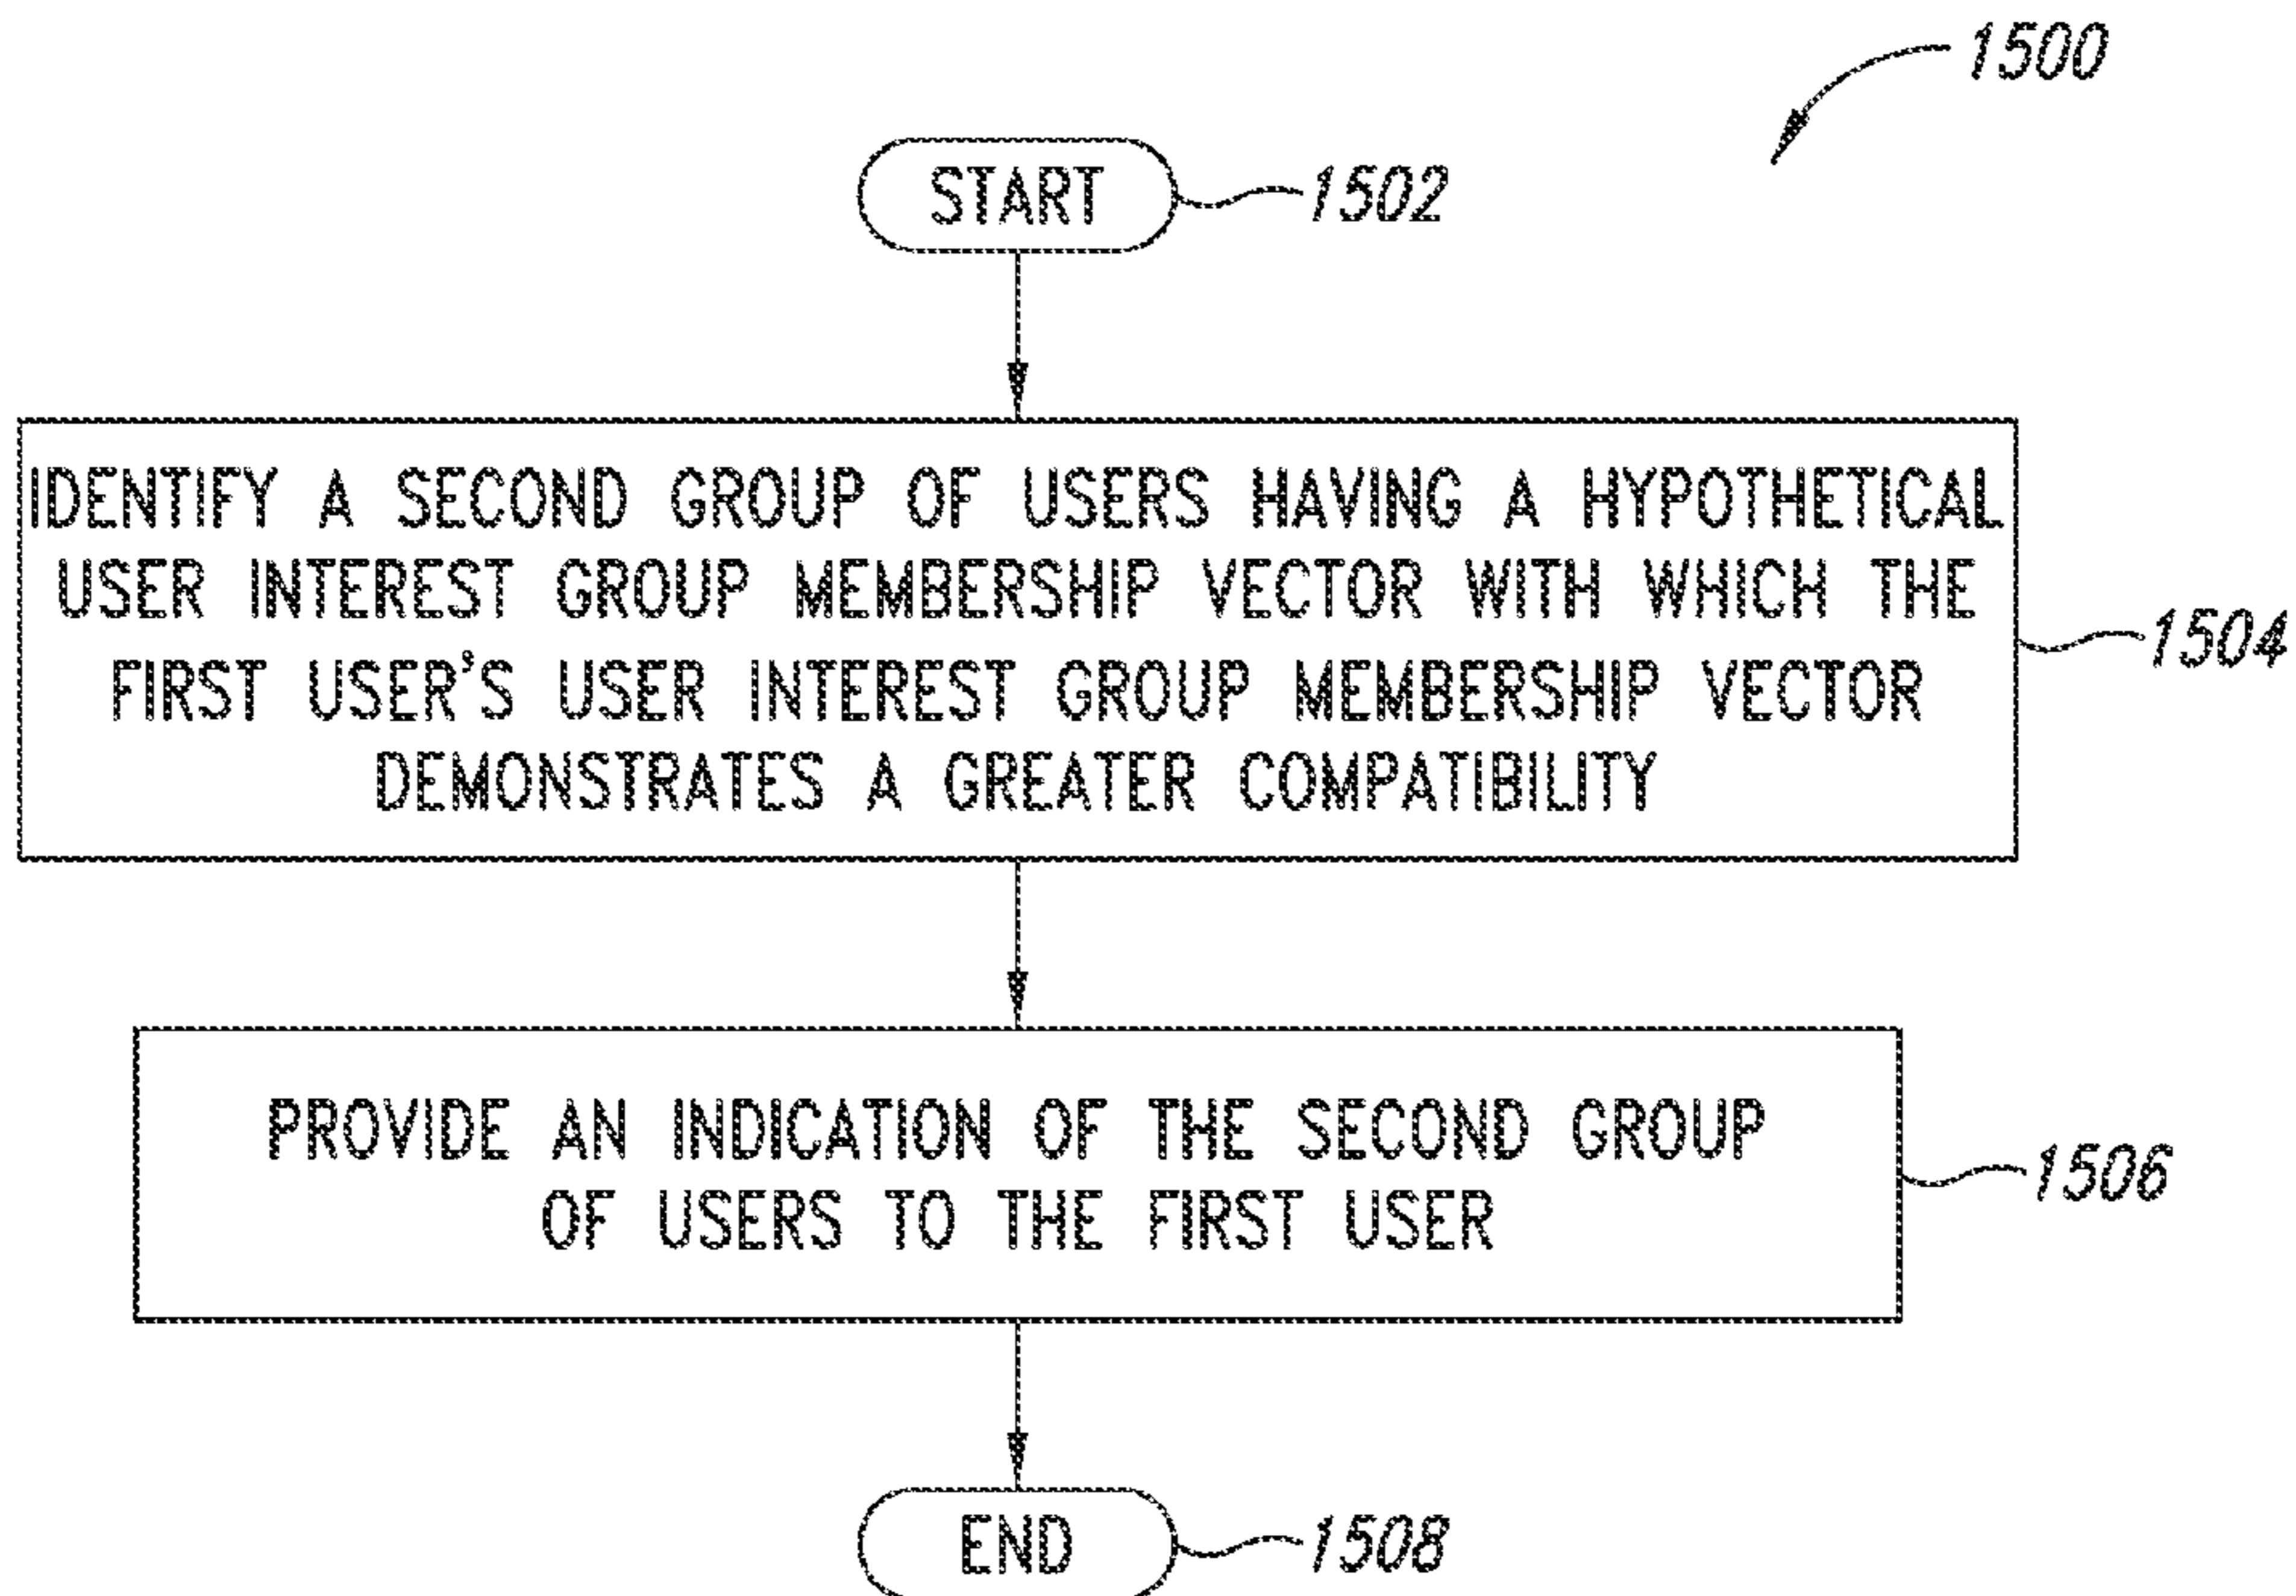 1500
START
1502
IDENTIFY A SECOND GROUP OF USERS HAVING A HYPOTHETICAL
USER INTEREST GROUP MEMBERSHIP VECTOR WITH WHICH THE
FIRST USER'S USER INTEREST GROUP MEMBERSHIP VECTOR
DEMONSTRATES A GREATER COMPATIBILITY
1504
PROVIDE AN INDICATION OF THE SECOND GROUP
OF USERS TO THE FIRST USER
1506
END
1508